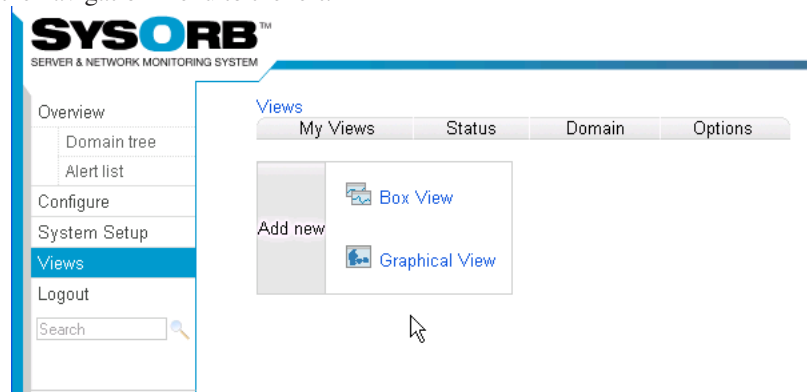 SYSORB™
SERVER & NETWORK MONITORING SYSTEM
Overview
Domain tree
Alert list
Configure
System Setup
Views
Logout
Search
Views
My Views Status Domain Options
Add new
Box View
Graphical View